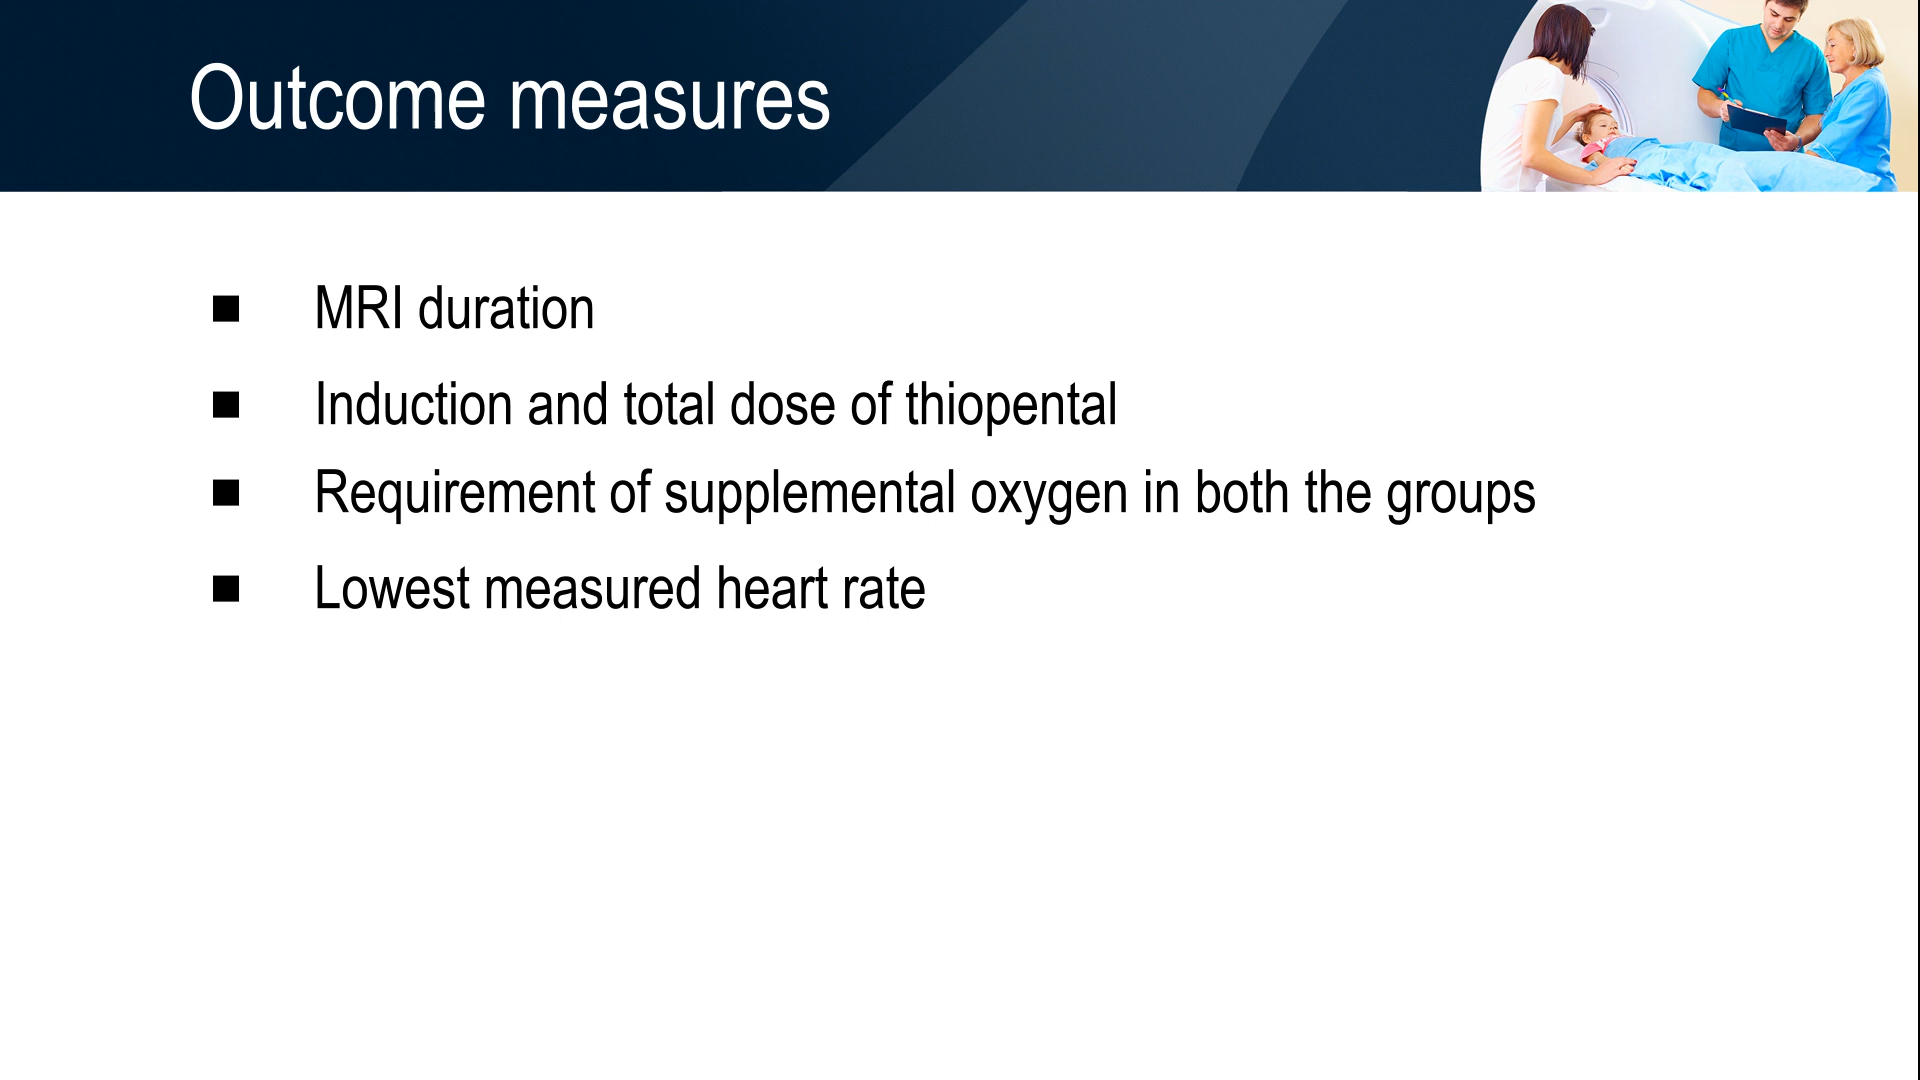 Outcome measures
MRI duration
Induction and total dose of thiopental
Requirement of supplemental oxygen in both the groups
Lowest measured heart rate